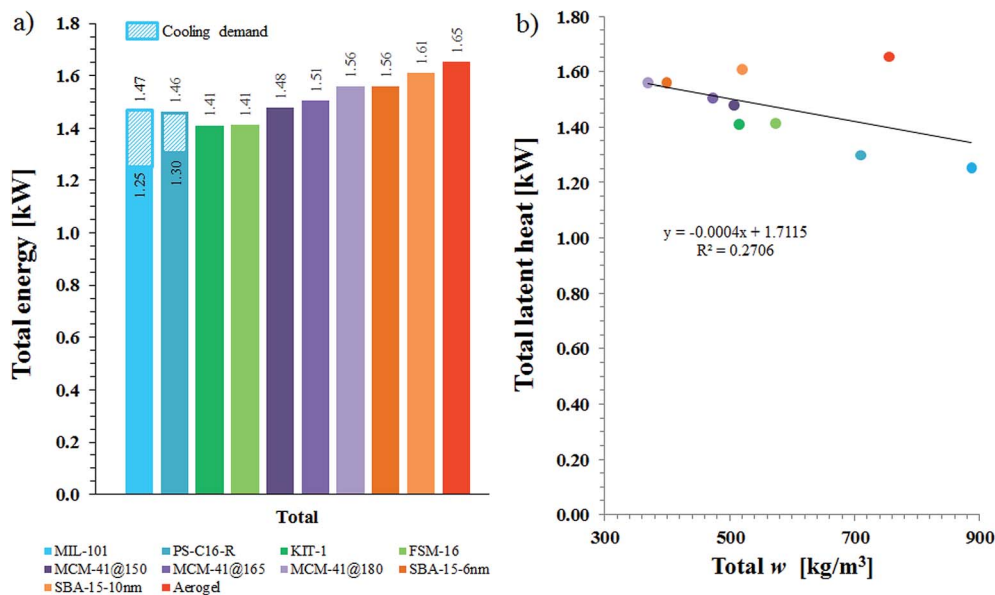 a)
Total energy [kW]
1.8
1.6
1.4
1.2
1.0
0.8
0.6
0.4
0.2
0.0
Cooling demand
1.47
1.25
1.46
1.30
1.41
1.41
1.48
1.51
1.56
1.56
1.61
1.65
Total
MIL-101 PS-C16-R KIT-1 FSM-16
MCM-41@150 MCM-41@165 MCM-41@180 SBA-15-6nm
SBA-15-10nm Aerogel
b)
Total latent heat [kW]
1.80
1.60
1.40
1.20
1.00
0.80
0.60
0.40
0.20
0.00
y = -0.0004x + 1.7115
R² = 0.2706
300 500 700 900
Total w [kg/m³]